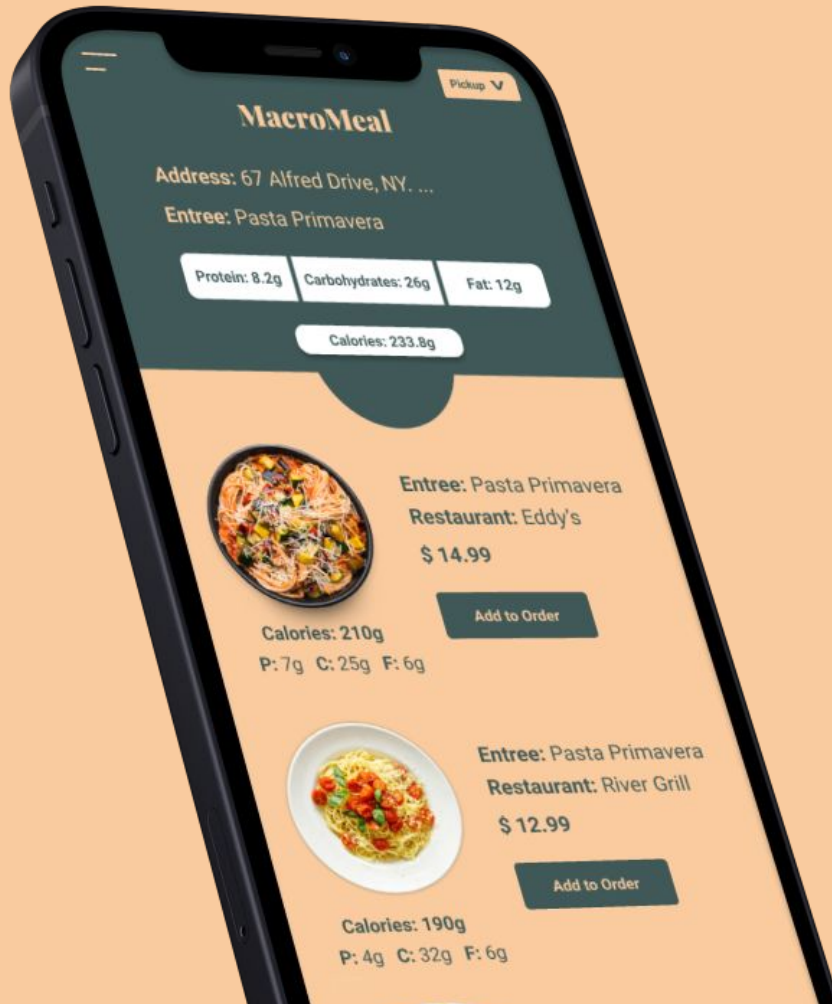 Pickup V
MacroMeal
Address: 67 Alfred Drive, NY. ...
Entree: Pasta Primavera
Protein: 8.2g Carbohydrates: 26g Fat: 12g
Calories: 233.8g
Entree: Pasta Primavera
Restaurant: Eddy's
$ 14.99
Add to Order
Calories: 210g
P: 7g C: 25g F: 6g
Entree: Pasta Primavera
Restaurant: River Grill
$ 12.99
Add to Order
Calories: 190g
P: 4g C: 32g F: 6g